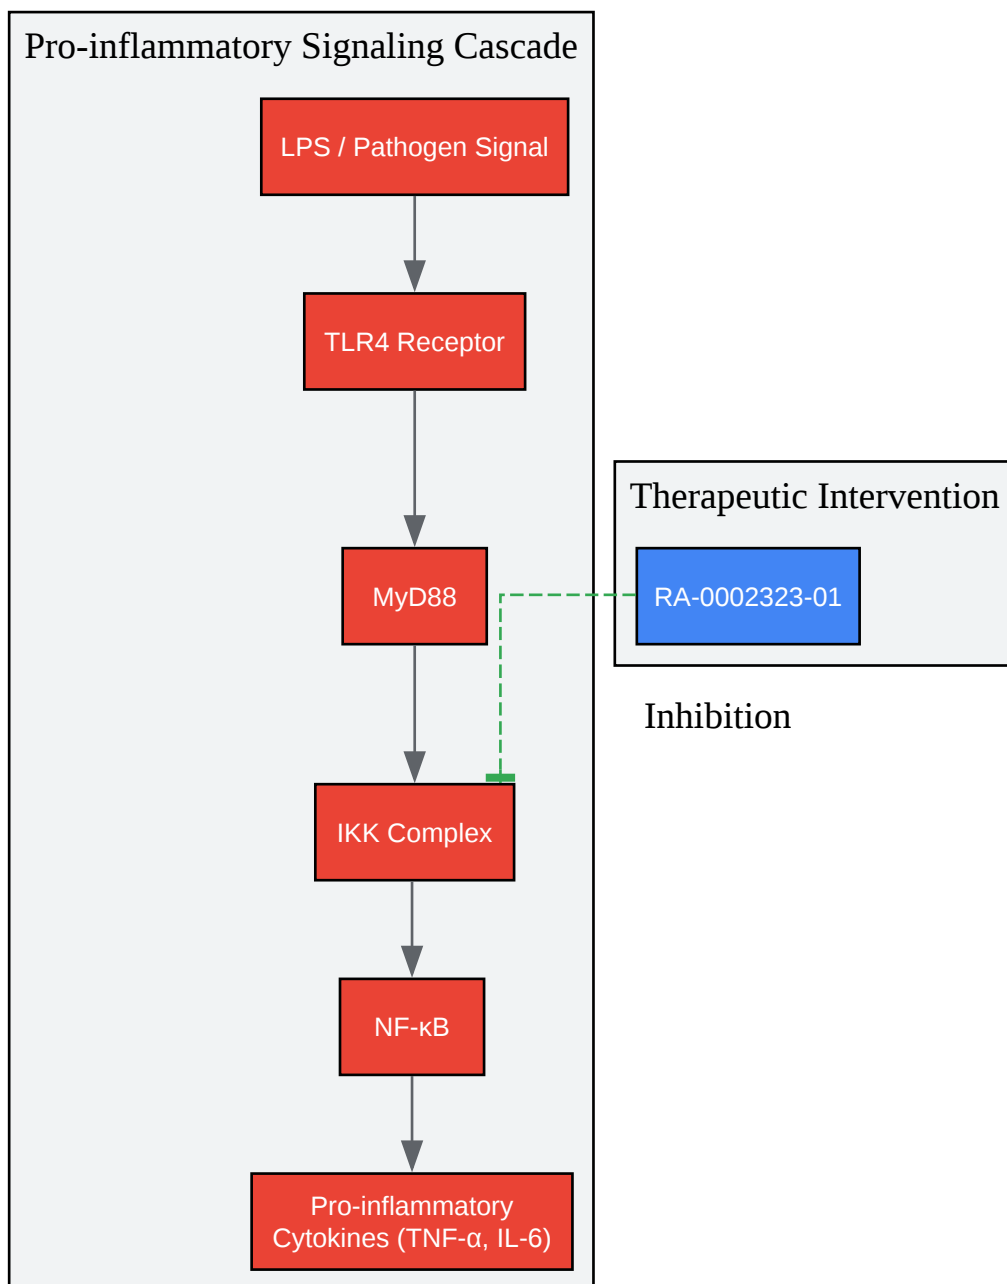 Pro-inflammatory Signaling Cascade
LPS / Pathogen Signal
TLR4 Receptor
Therapeutic Intervention
MyD88
RA-0002323-01
Inhibition
IKK Complex
NF-κB
Pro-inflammatory
Cytokines (TNF-α, IL-6)